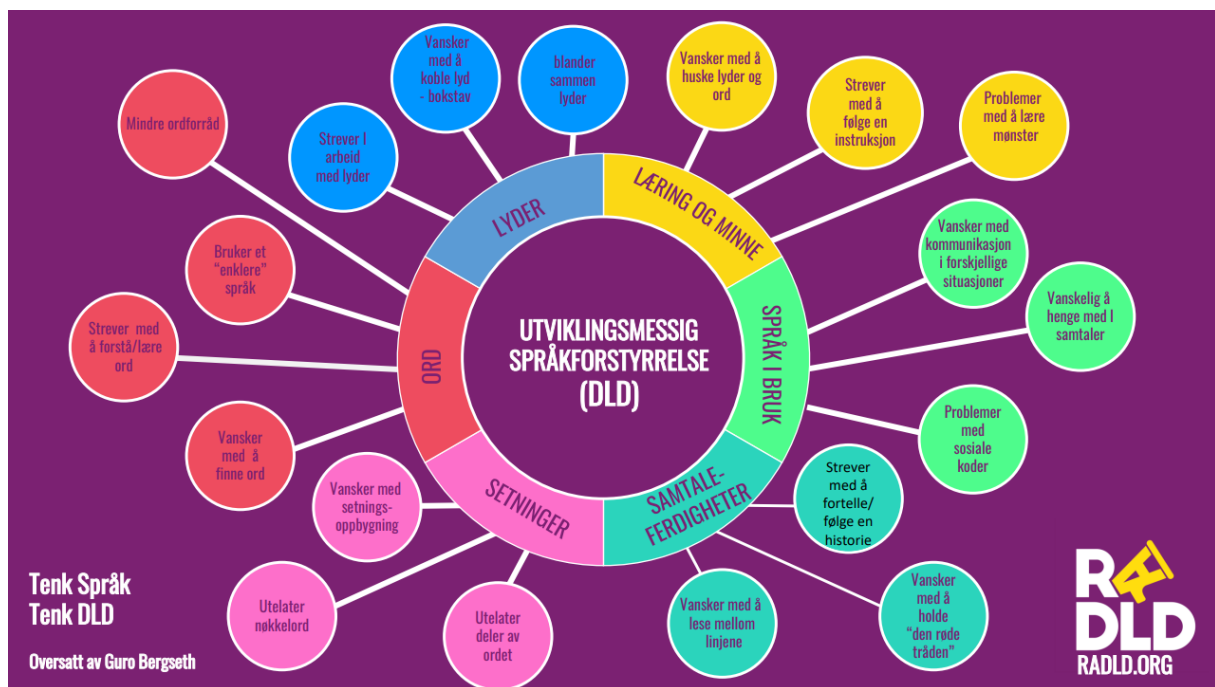 UTVIKLINGSMESSIG
SPRÅKFORSTYRRELSE
(DLD)
LYDER
Strever I
arbeid
med lyder
Vansker
med å
koble lyd
- bokstav
blander
sammen
lyder
LÆRING OG MINNE
Vansker med å
huske lyder og
ord
Strever
med å
følge en
instruksjon
Problemer
med å lære
mønster
SPRÅK I BRUK
Vansker med
kommunikasjon
i forskjellige
situasjoner
Vanskelig å
henge med I
samtaler
Problemer
med
sosiale
koder
SAMTALE-
FERDIGHETER
Strever
med å
fortelle/
følge en
historie
Vansker
med å
holde
"den røde
tråden"
Vansker med å
lese mellom
linjene
SETNINGER
Utelater
deler av
ordet
Utelater
nøkkelord
Vansker med
setnings-
oppbygning
ORD
Vansker
med å
finne ord
Strever med
å forstå/lære
ord
Bruker et
“enklere”
språk
Mindre ordforråd
Tenk Språk
Tenk DLD
Oversatt av Guro Bergseth
RA
DLD
RADLD.ORG